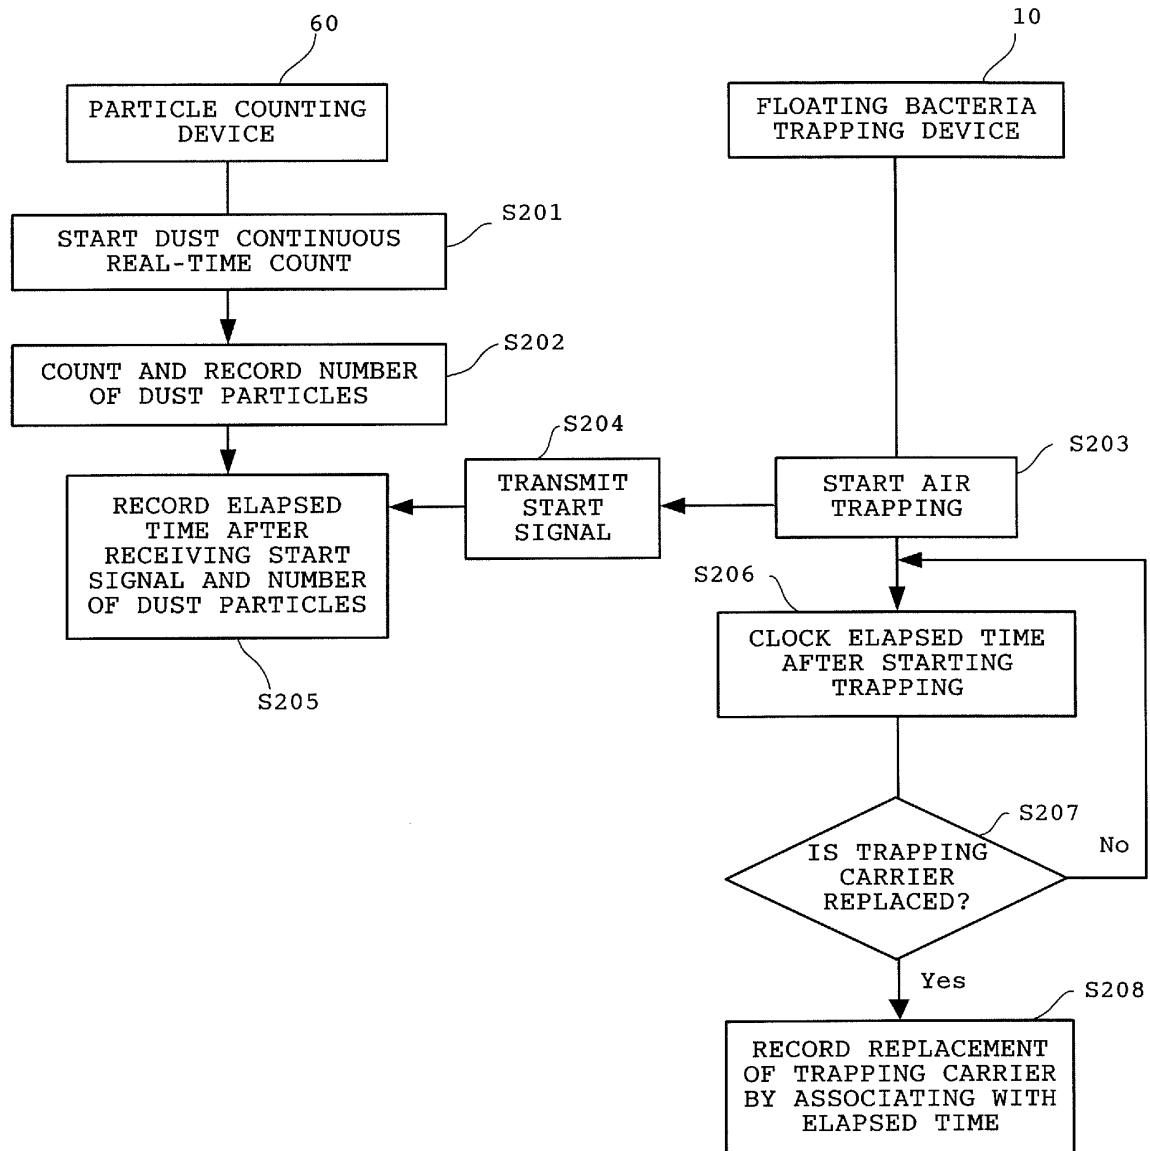 60
10
PARTICLE COUNTING
DEVICE
FLOATING BACTERIA
TRAPPING DEVICE
S201
START DUST CONTINUOUS
REAL-TIME COUNT
S202
COUNT AND RECORD NUMBER
OF DUST PARTICLES
S204
S203
TRANSMIT
START
SIGNAL
START AIR
TRAPPING
RECORD ELAPSED
TIME AFTER
RECEIVING START
SIGNAL AND NUMBER
OF DUST PARTICLES
S205
S206
CLOCK ELAPSED TIME
AFTER STARTING
TRAPPING
S207
IS TRAPPING
CARRIER
REPLACED?
No
Yes
S208
RECORD REPLACEMENT
OF TRAPPING CARRIER
BY ASSOCIATING WITH
ELAPSED TIME